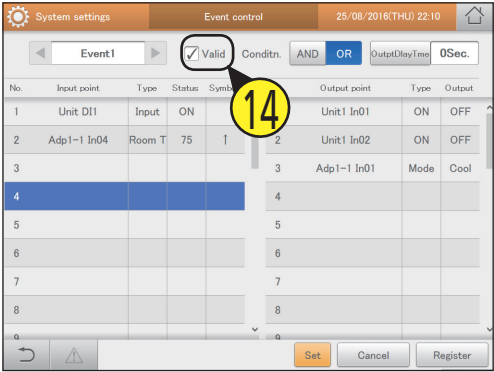 System settings Event control 25/08/2016(THU) 22:10
Event1 Valid Conditn. AND OR OutptDlayTme 0Sec.
No. Input point Type Status Symb Output point Type Output
14
1 Unit DI1 Input ON Unit1 In01 ON OFF
2 Adp1-1 In04 Room T 75 ↑ 2 Unit1 In02 ON OFF
3 3 Adp1-1 In01 Mode Cool
4 4
5 5
6 6
7 7
8 8
9 9
Set Cancel Register